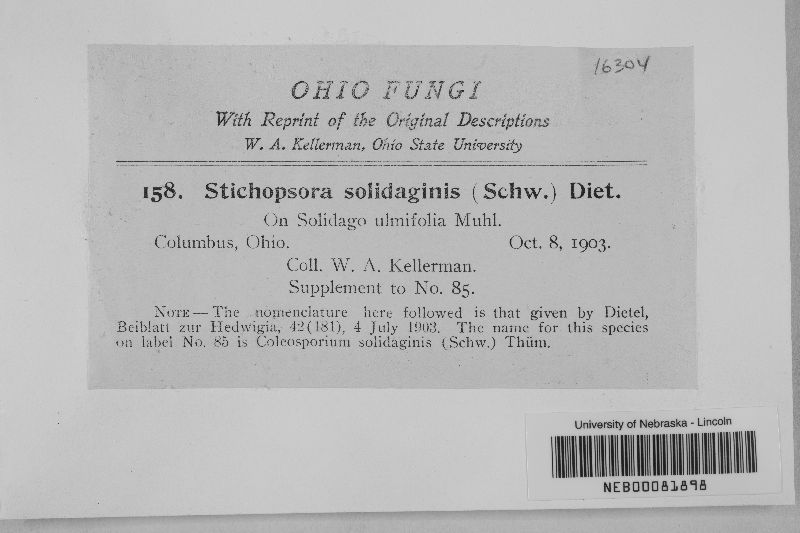 16304
OHIO FUNGI
With Reprint of the Original Descriptions
W. A. Kellerman, Ohio State University
158. Stichopsora solidaginis (Schw.) Diet.
On Solidago ulmifolia Muhl.
Columbus, Ohio. Oct. 8, 1903.
Coll. W. A. Kellerman.
Supplement to No. 85.
NOTE — The nomenclature here followed is that given by Dietel,
Beiblatt zur Hedwigia, 42(181), 4 July 1903. The name for this species
on label No. 85 is Coleosporium solidaginis (Schw.) Thüm.
University of Nebraska - Lincoln
NEB00081898